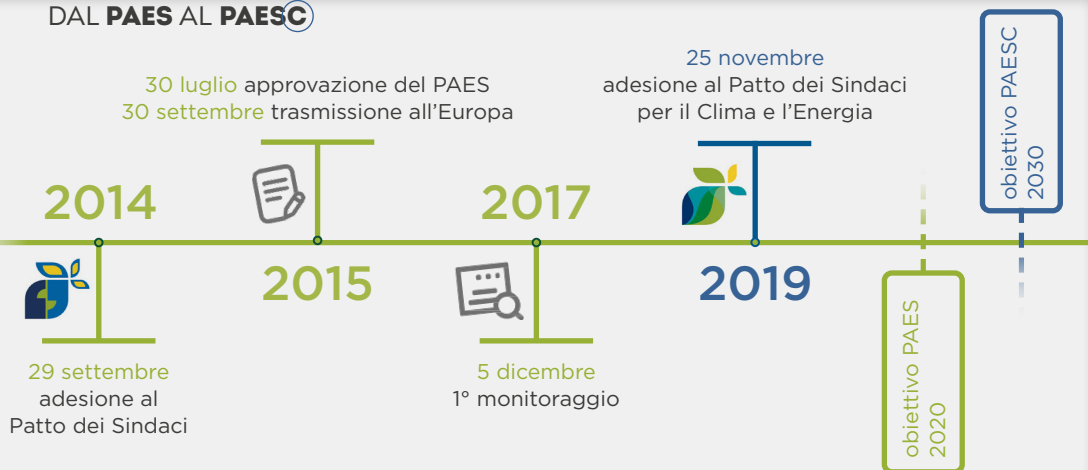 DAL PAES AL PAESC
30 luglio approvazione del PAES
30 settembre trasmissione all'Europa
25 novembre
adesione al Patto dei Sindaci
per il Clima e l'Energia
obiettivo PAESC
2030
2014
2017
2015
2019
29 settembre
adesione al
Patto dei Sindaci
5 dicembre
1° monitoraggio
obiettivo PAES
2020